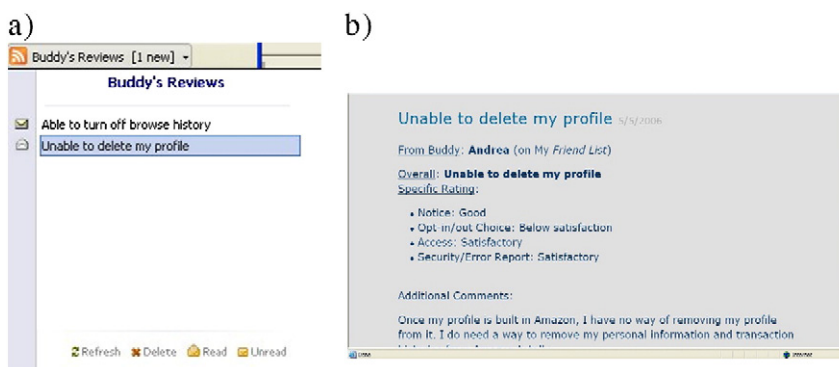 a)
b)
Buddy's Reviews [1 new]
Buddy's Reviews
Able to turn off browse history
Unable to delete my profile
Refresh Delete Read Unread
Unable to delete my profile 5/5/2006
From Buddy: Andrea (on My Friend List)
Overall: Unable to delete my profile
Specific Rating:
• Notice: Good
• Opt-in/out Choice: Below satisfaction
• Access: Satisfactory
• Security/Error Report: Satisfactory
Additional Comments:
Once my profile is built in Amazon, I have no way of removing my profile
from it. I do need a way to remove my personal information and transaction